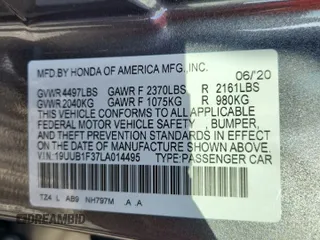 MFD.BY HONDA OF AMERICA MFG.,INC. 06/20
GVWR 4497LBS GAWR F 2370LBS R 2161LBS
GVWR 2040KG GAWR F 1075KG R 980KG
THIS VEHICLE CONFORMS TO ALL APPLICABLE
FEDERAL MOTOR VEHICLE SAFETY, BUMPER,
AND THEFT PREVENTION STANDARDS IN EFFECT
ON THE DATE OF MANUFACTURE SHOWN ABOVE.
V.I.N.:19UUB1F37LA014495 TYPE:PASSENGER CAR
TZ4 L AB9 NH797M .A .A
©DREAMBID